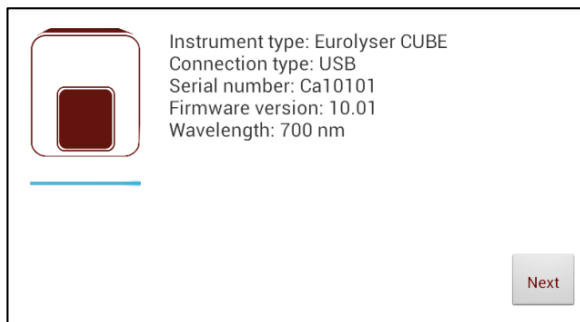 Instrument type: Eurolyser CUBE
Connection type: USB
Serial number: Ca10101
Firmware version: 10.01
Wavelength: 700 nm
Next